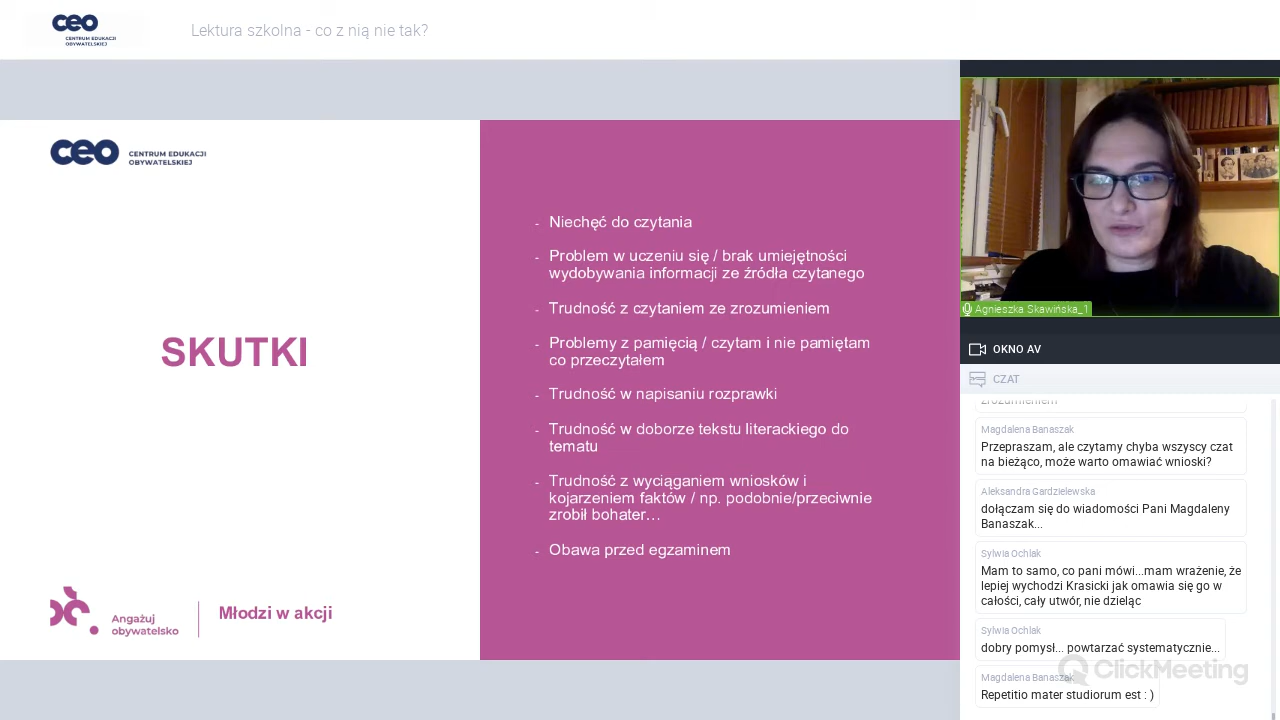 ceo
CENTRUM EDUKACJI
OBYWATELSKIEJ
Lektura szkolna - co z nią nie tak?
ceo
CENTRUM EDUKACJI
OBYWATELSKIEJ
SKUTKI
Angażuj
obywatelsko
Młodzi w akcji
- Niechęć do czytania
- Problem w uczeniu się / brak umiejętności
wydobywania informacji ze źródła czytanego
- Trudność z czytaniem ze zrozumieniem
- Problemy z pamięcią / czytam i nie pamiętam
co przeczytałem
- Trudność w napisaniu rozprawki
- Trudność w doborze tekstu literackiego do
tematu
- Trudność z wyciąganiem wniosków i
kojarzeniem faktów / np. podobnie/przeciwnie
zrobił bohater…
- Obawa przed egzaminem
Agnieszka Skawińska_1
OKNO AV
CZAT
zrozumieniem
Magdalena Banaszak
Przepraszam, ale czytamy chyba wszyscy czat
na bieżąco, może warto omawiać wnioski?
Aleksandra Gardzielewska
dołączam się do wiadomości Pani Magdaleny
Banaszak...
Sylwia Ochlak
Mam to samo, co pani mówi...mam wrażenie, że
lepiej wychodzi Krasicki jak omawia się go w
całości, cały utwór, nie dzieląc
Sylwia Ochlak
dobry pomysł... powtarzać systematycznie...
Magdalena Banaszak
Repetitio mater studiorum est : )
ClickMeeting